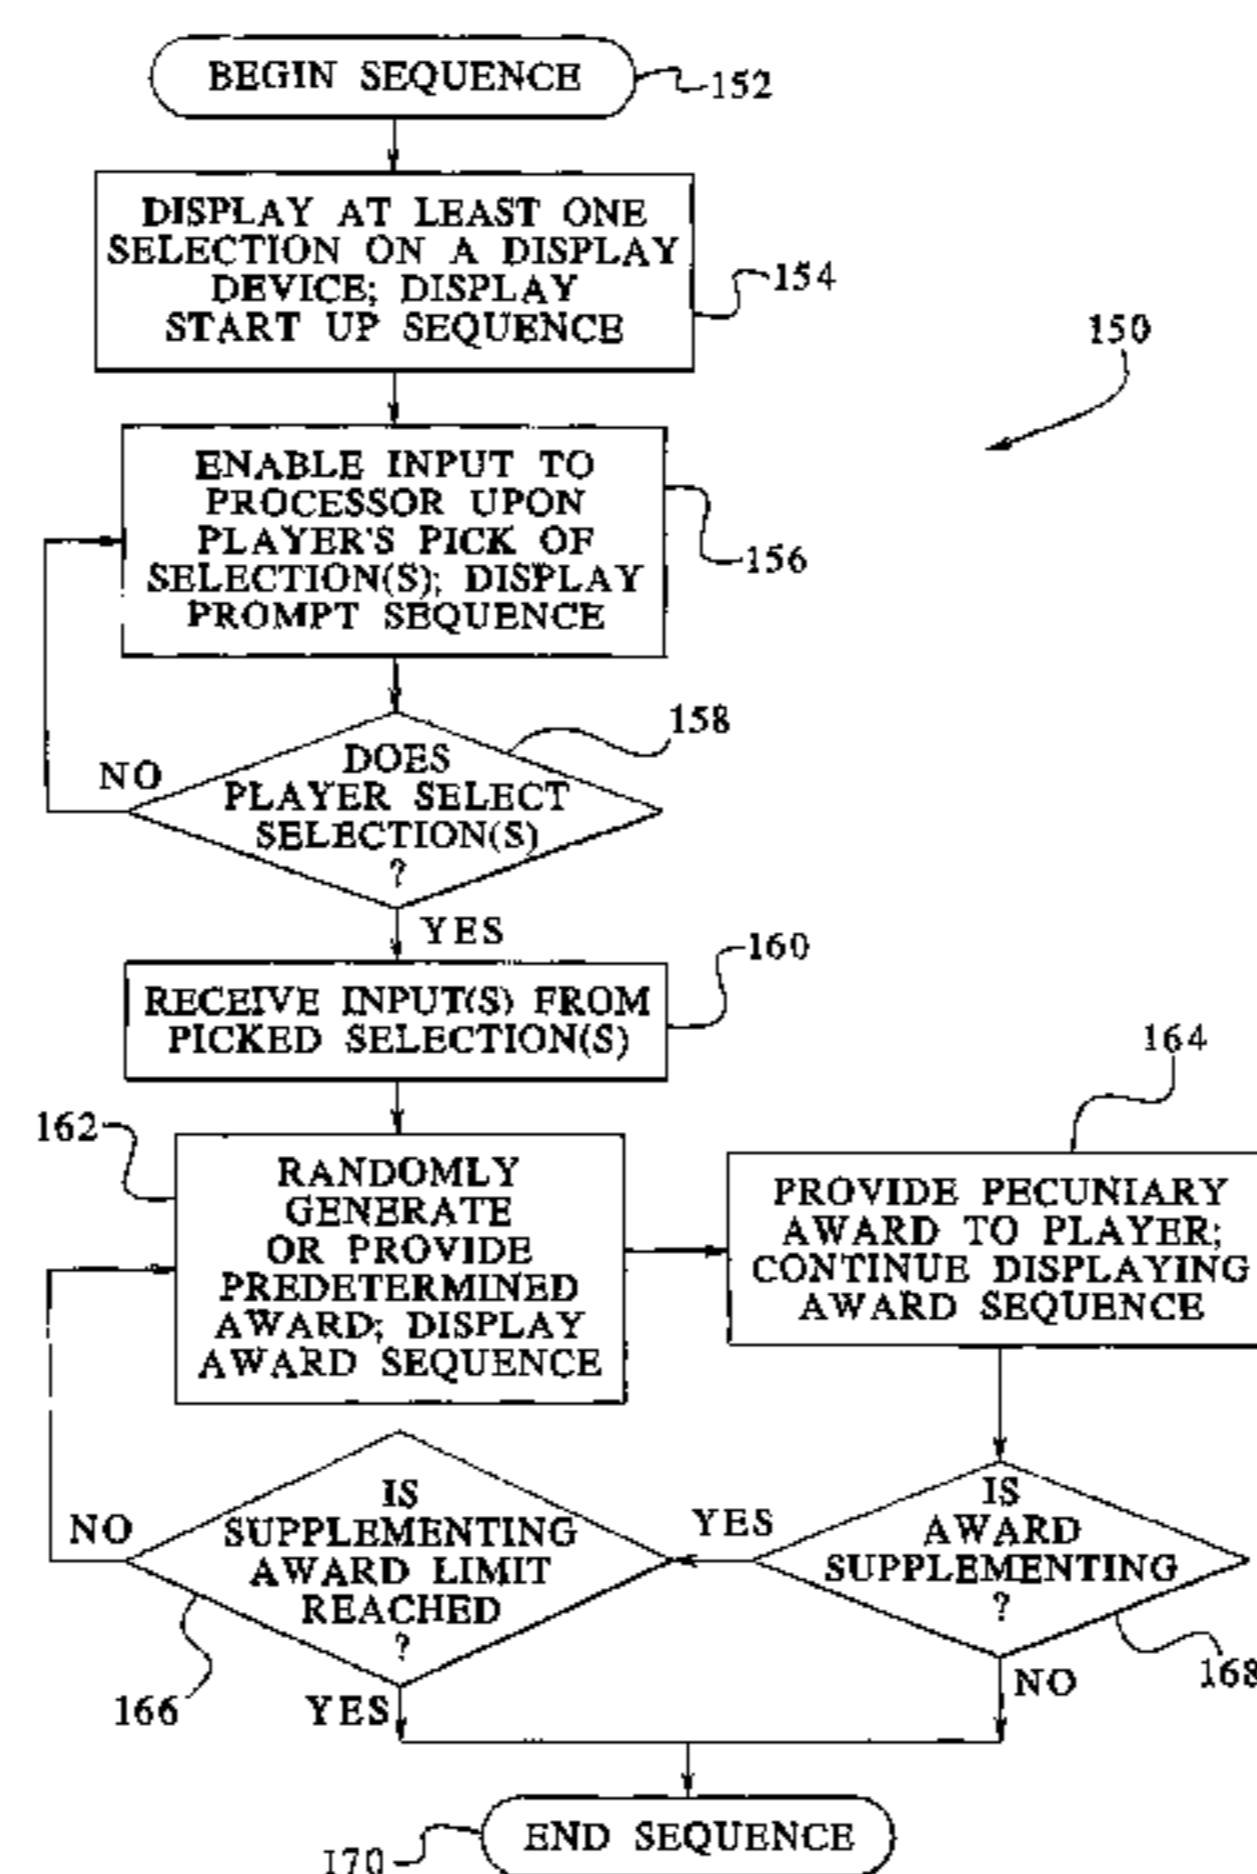 BEGIN SEQUENCE
152
DISPLAY AT LEAST ONE
SELECTION ON A DISPLAY
DEVICE; DISPLAY
START UP SEQUENCE
154
150
ENABLE INPUT TO
PROCESSOR UPON
PLAYER'S PICK OF
SELECTION(S); DISPLAY
PROMPT SEQUENCE
156
158
DOES
PLAYER SELECT
SELECTION(S)
?
NO
YES
160
RECEIVE INPUT(S) FROM
PICKED SELECTION(S)
162
RANDOMLY
GENERATE
OR PROVIDE
PREDETERMINED
AWARD; DISPLAY
AWARD SEQUENCE
164
PROVIDE PECUNIARY
AWARD TO PLAYER;
CONTINUE DISPLAYING
AWARD SEQUENCE
IS
AWARD
SUPPLEMENTING
?
168
YES
NO
IS
SUPPLEMENTING
AWARD LIMIT
REACHED
?
NO
166
YES
END SEQUENCE
170